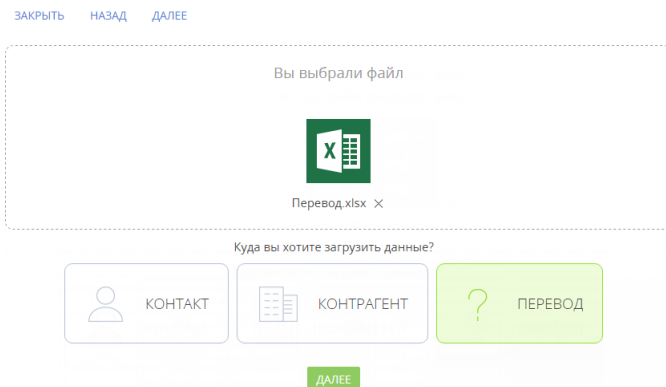 ЗАКРЫТЬ НАЗАД ДАЛЕЕ
Вы выбрали файл
X
Перевод.xlsx ×
Куда вы хотите загрузить данные?
КОНТАКТ КОНТРАГЕНТ ? ПЕРЕВОД
ДАЛЕЕ